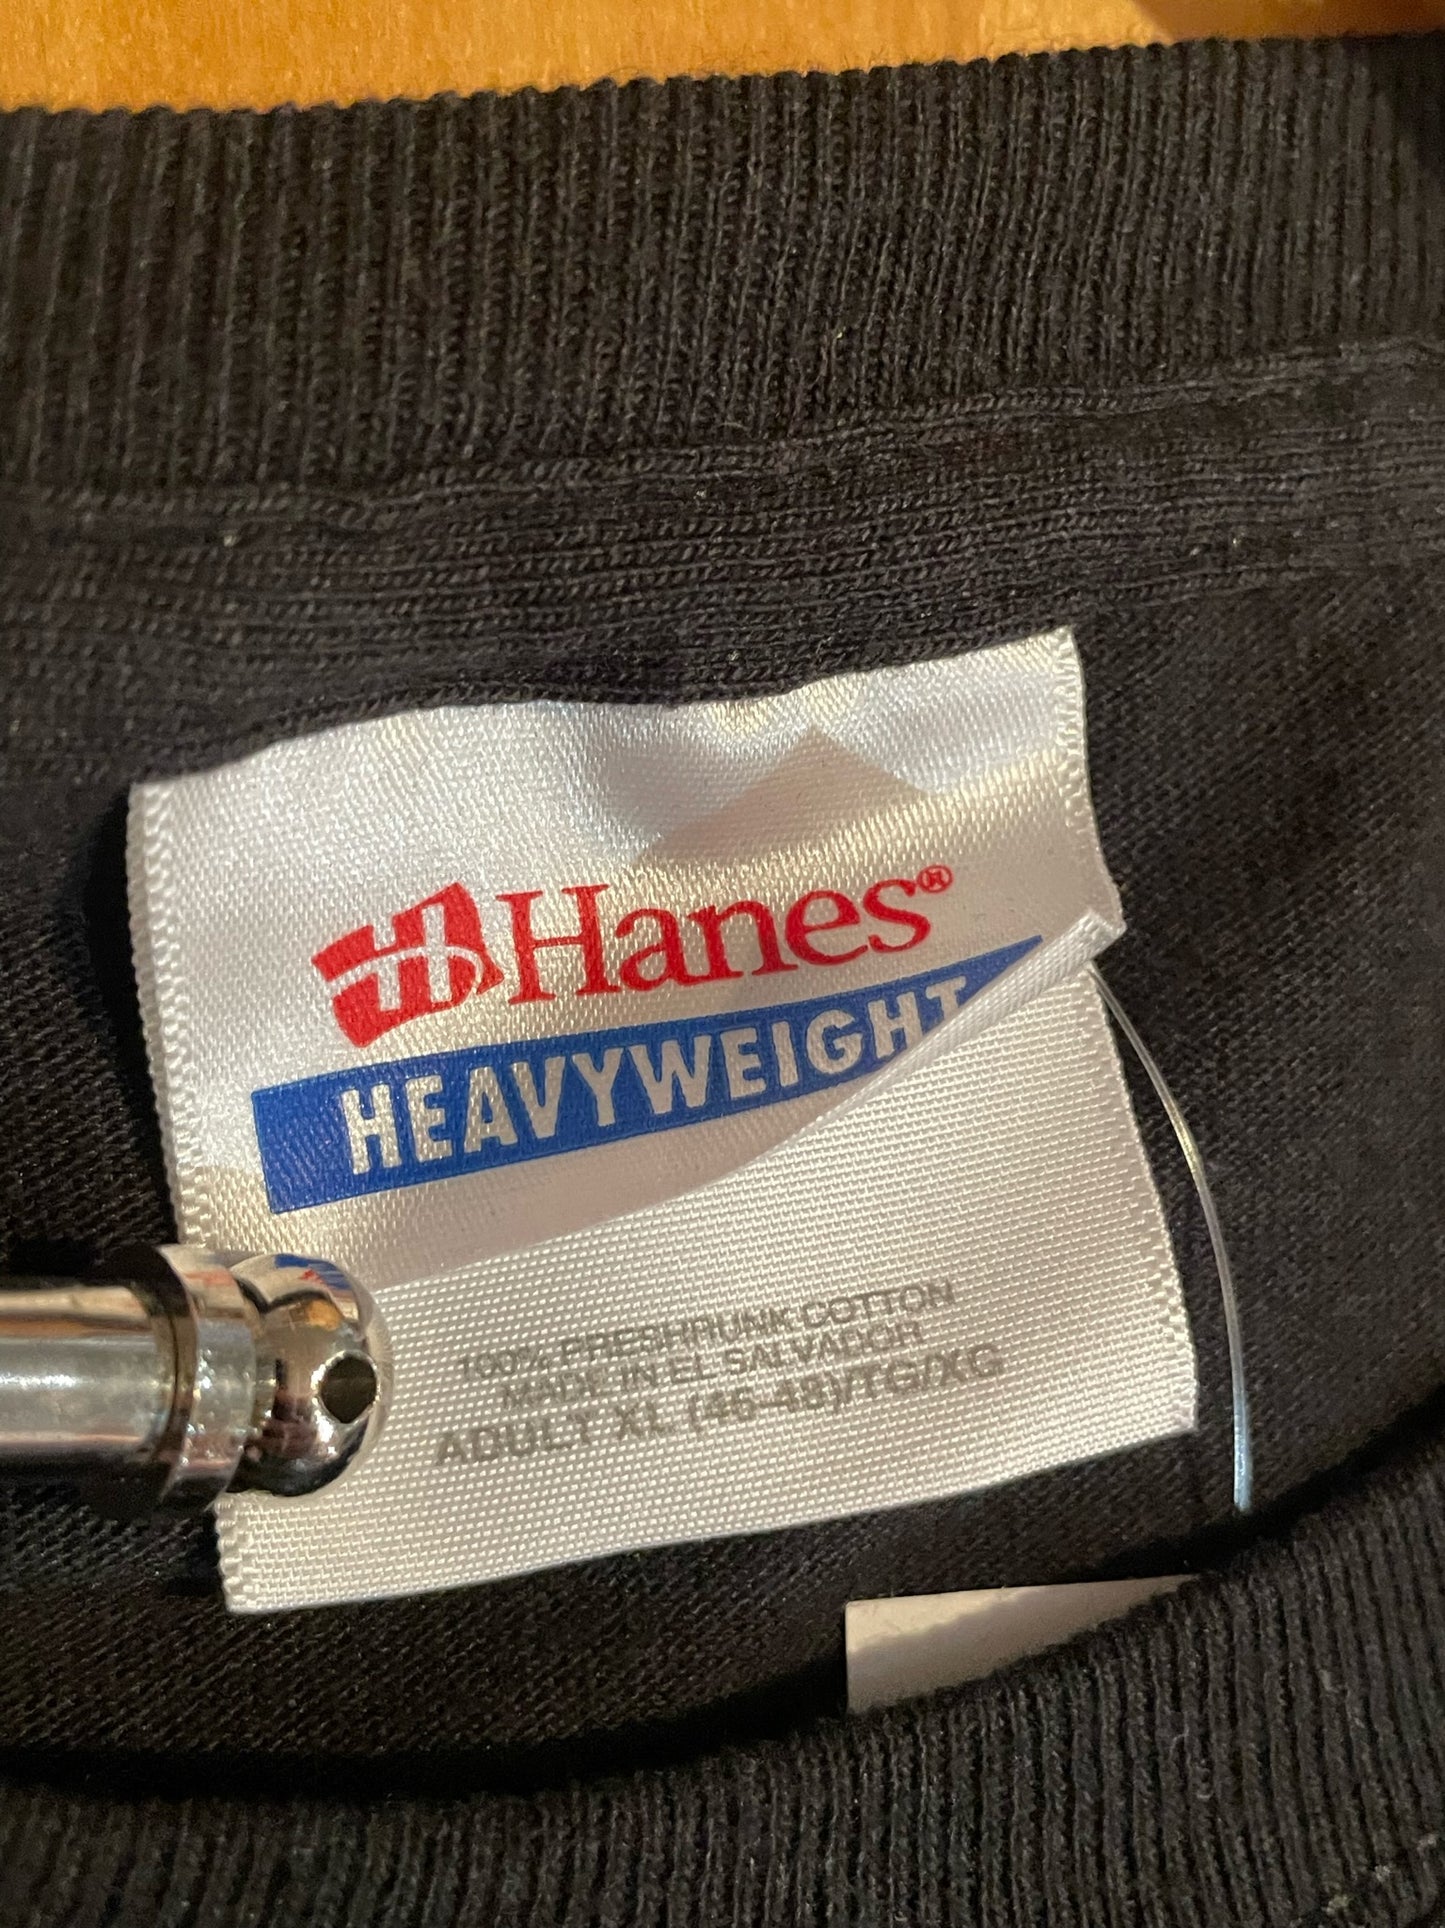 Hanes®
HEAVYWEIGHT
100% PRESHRUNK COTTON
MADE IN EL SALVADOR
ADULT XL (46-48)/TG/XG